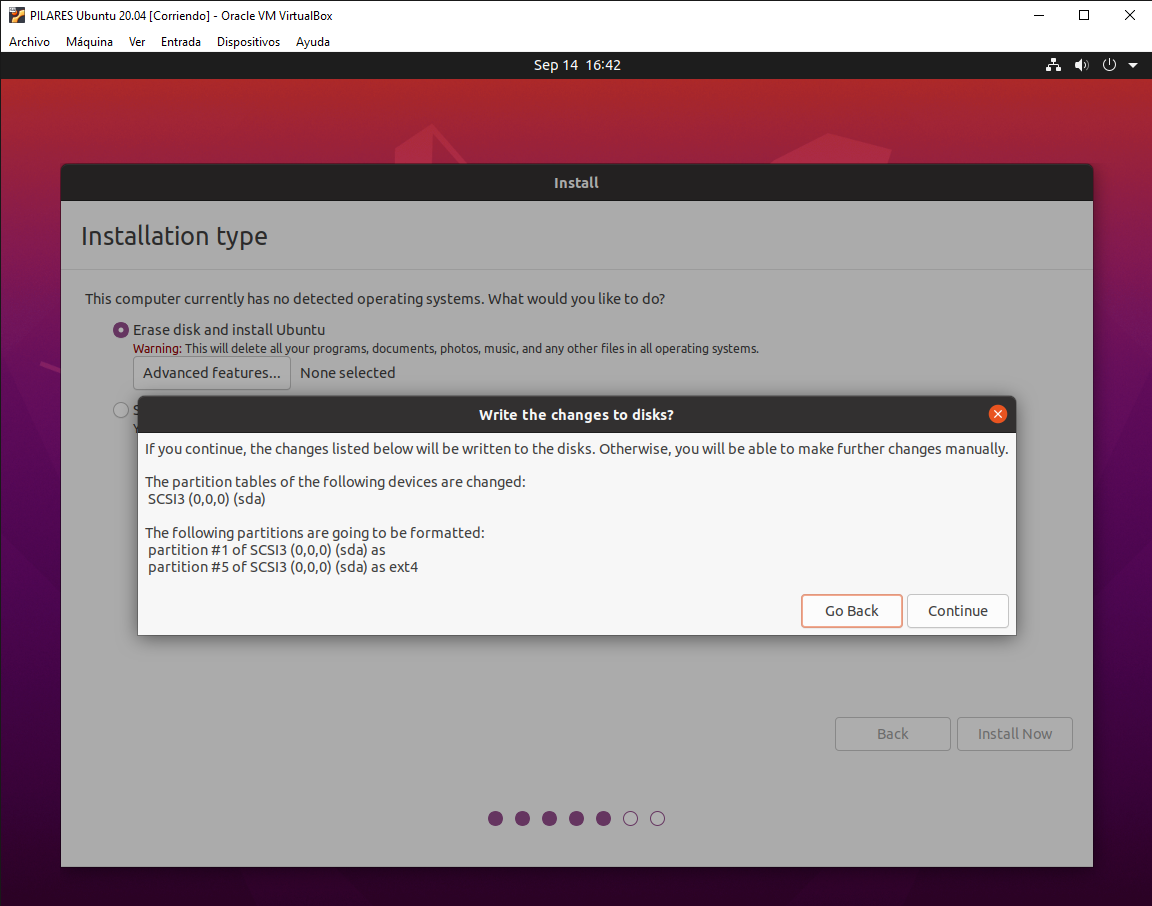 PILARES Ubuntu 20.04 [Corriendo] - Oracle VM VirtualBox
Archivo Máquina Ver Entrada Dispositivos Ayuda
Sep 14 16:42
Install
Installation type
This computer currently has no detected operating systems. What would you like to do?
Erase disk and install Ubuntu
Warning: This will delete all your programs, documents, photos, music, and any other files in all operating systems.
Advanced features... None selected
Write the changes to disks?
If you continue, the changes listed below will be written to the disks. Otherwise, you will be able to make further changes manually.
The partition tables of the following devices are changed:
SCSI3 (0,0,0) (sda)
The following partitions are going to be formatted:
partition #1 of SCSI3 (0,0,0) (sda) as
partition #5 of SCSI3 (0,0,0) (sda) as ext4
Go Back Continue
Back Install Now